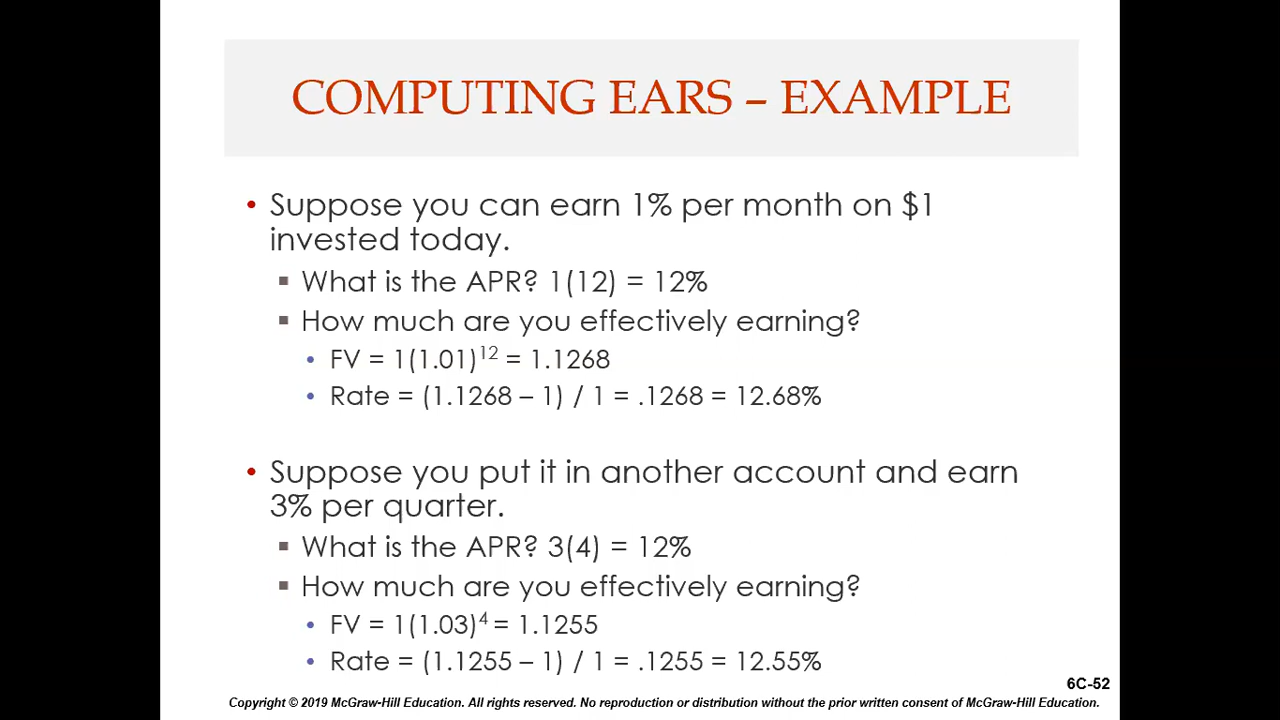 COMPUTING EARS – EXAMPLE
• Suppose you can earn 1% per month on $1
invested today.
▪ What is the APR? 1(12) = 12%
▪ How much are you effectively earning?
• FV = 1(1.01)¹² = 1.1268
• Rate = (1.1268 – 1) / 1 = .1268 = 12.68%
• Suppose you put it in another account and earn
3% per quarter.
▪ What is the APR? 3(4) = 12%
▪ How much are you effectively earning?
• FV = 1(1.03)⁴ = 1.1255
• Rate = (1.1255 – 1) / 1 = .1255 = 12.55%
6C-52
Copyright © 2019 McGraw-Hill Education. All rights reserved. No reproduction or distribution without the prior written consent of McGraw-Hill Education.